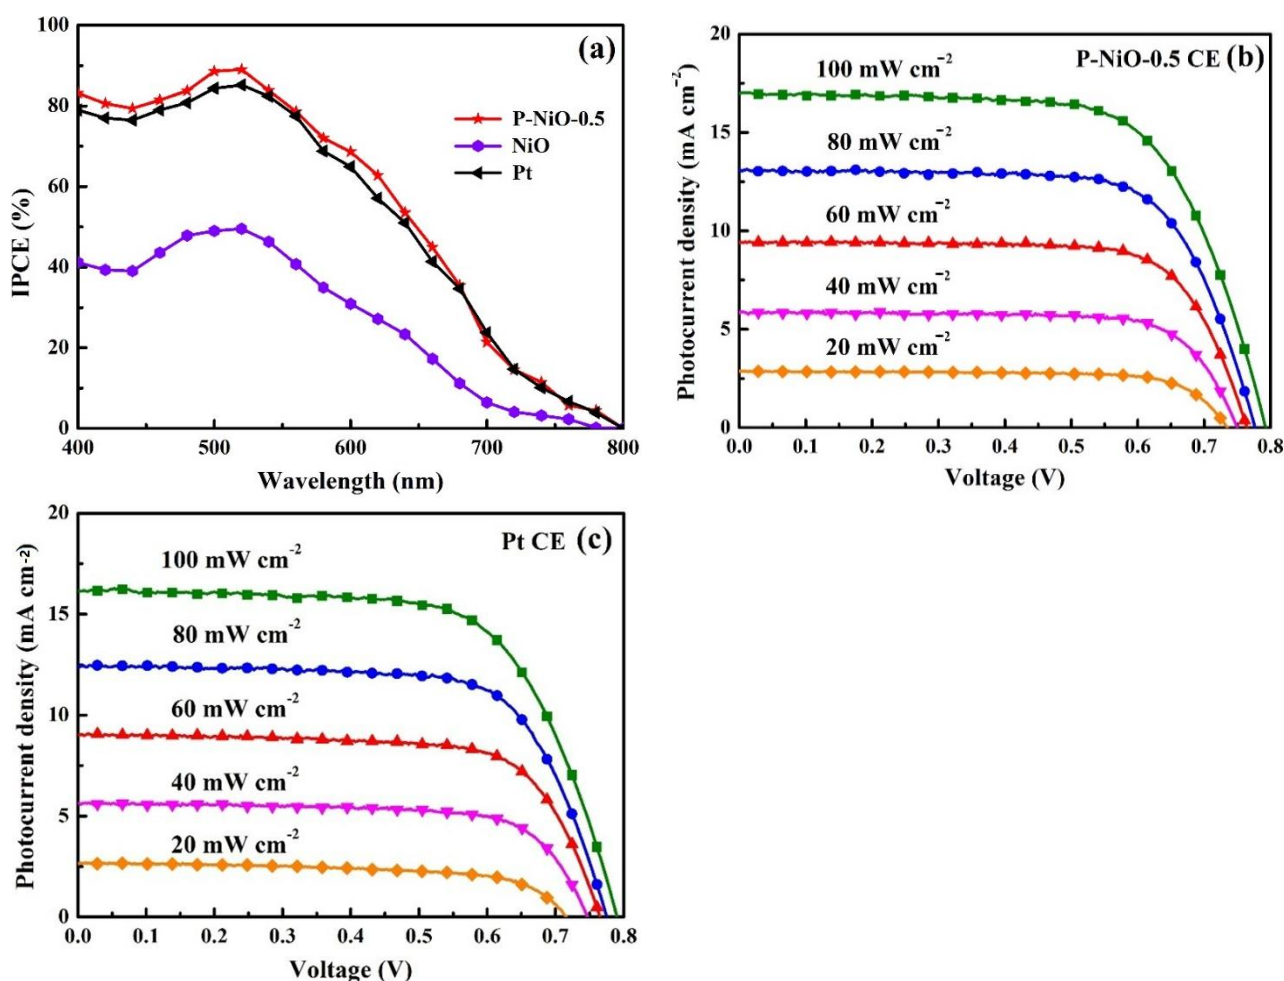 100
(a)
80
P-NiO-0.5
NiO
Pt
60
40
20
0
IPCE (%)
400 500 600 700 800
Wavelength (nm)
20
100 mW cm⁻² P-NiO-0.5 CE (b)
15
80 mW cm⁻²
10
60 mW cm⁻²
40 mW cm⁻²
5
20 mW cm⁻²
0
Photocurrent density (mA cm⁻²)
0.0 0.1 0.2 0.3 0.4 0.5 0.6 0.7 0.8
Voltage (V)
20
Pt CE (c)
100 mW cm⁻²
15
80 mW cm⁻²
10
60 mW cm⁻²
40 mW cm⁻²
5
20 mW cm⁻²
0
Photocurrent density (mA cm⁻²)
0.0 0.1 0.2 0.3 0.4 0.5 0.6 0.7 0.8
Voltage (V)